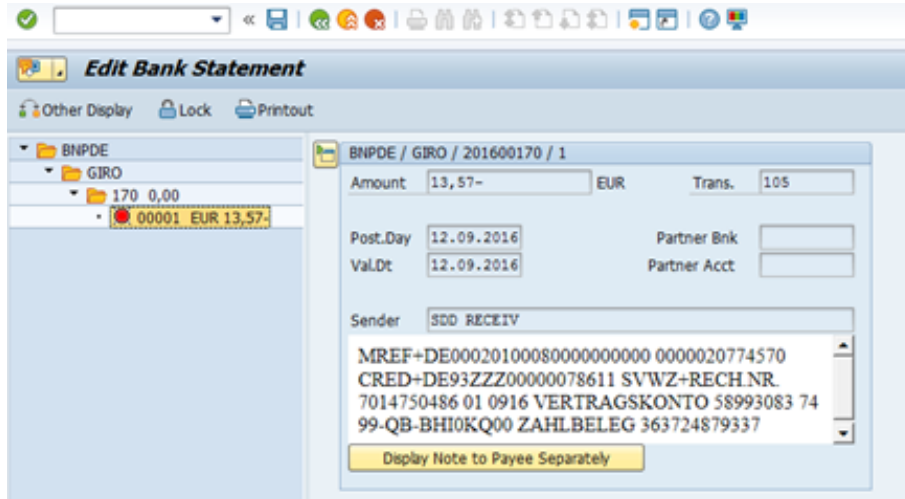 Edit Bank Statement
Other Display Lock Printout
BNPDE
GIRO
170 0,00
00001 EUR 13,57-
BNPDE / GIRO / 201600170 / 1
Amount 13,57- EUR Trans. 105
Post.Day 12.09.2016 Partner Bnk
Val.Dt 12.09.2016 Partner Acct
Sender SDD RECEIV
MREF+DE00020100080000000000 0000020774570
CRED+DE93ZZZ00000078611 SVWZ+RECH.NR.
7014750486 01 0916 VERTRAGSKONTO 58993083 74
99-QB-BHI0KQ00 ZAHLBELEG 363724879337
Display Note to Payee Separately